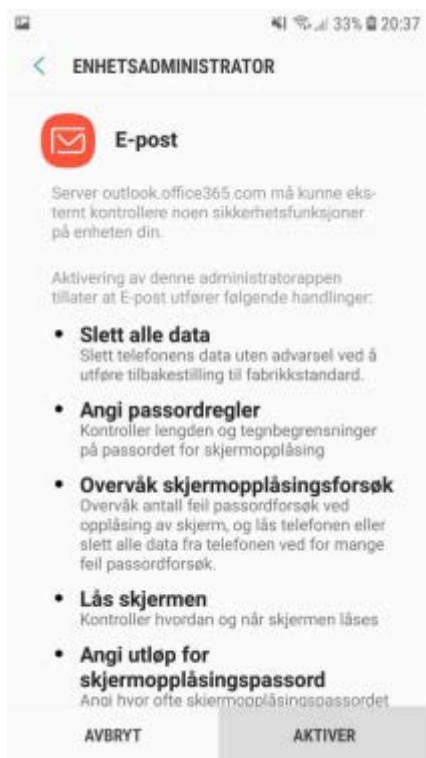 33% 20:37
ENHETSADMINISTRATOR
E-post
Server outlook.office365.com må kunne eks-
ternt kontrollere noen sikkerhetsfunksjoner
på enheten din.
Aktivering av denne administratorappen
tillater at E-post utfører følgende handlinger:
• Slett alle data
Slett telefonens data uten advarsel ved å
utføre tilbakestilling til fabrikkstandard.
• Angi passordregler
Kontroller lengden og tegnbegrensninger
på passordet for skjermopplåsing
• Overvåk skjermopplåsingsforsøk
Overvåk antall feil passordforsøk ved
opplåsing av skjerm, og lås telefonen eller
slett alle data fra telefonen ved for mange
feil passordforsøk.
• Lås skjermen
Kontroller hvordan og når skjermen låses
• Angi utløp for
skjermopplåsingspassord
Angi hvor ofte skjermopplåsingspassordet
AVBRYT AKTIVER